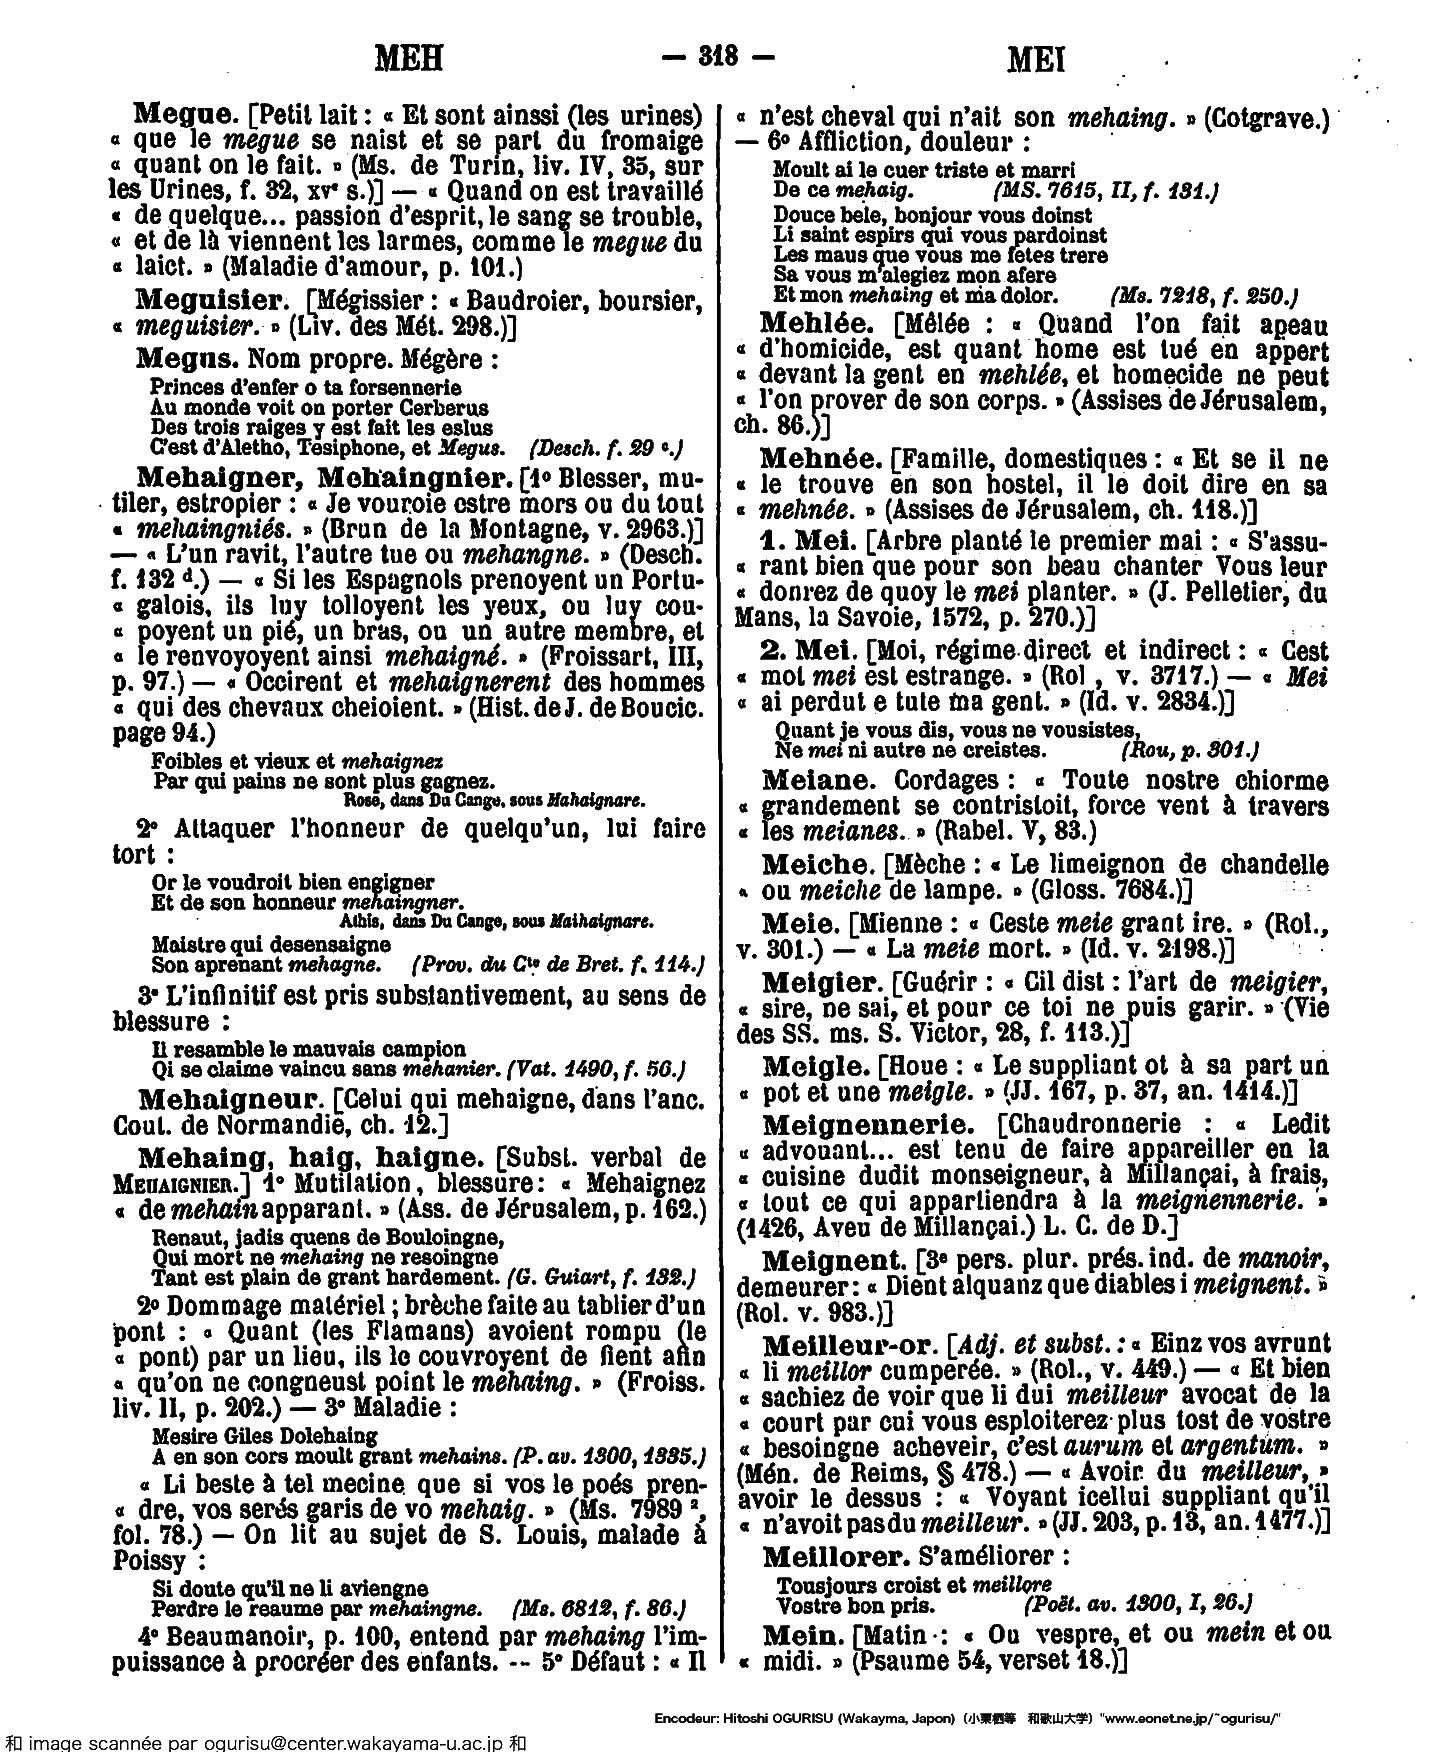 MEH — 318 — MEI
Megue. [Petit lait : « Et sont ainssi (les urines)
« que le megue se naist et se part du fromaige
« quant on le fait. » (Ms. de Turin, liv. IV, 35, sur
les Urines, f. 32, xvᵉ s.)] — « Quand on est travaillé
« de quelque... passion d'esprit, le sang se trouble,
« et de là viennent les larmes, comme le megue du
« laict. » (Maladie d'amour, p. 101.)
Meguisier. [Mégissier : « Baudroier, boursier,
« meguisier. » (Liv. des Mét. 298.)]
Megus. Nom propre. Mégère :
Princes d'enfer o ta forsennerie
Au monde voit on porter Cerberus
Des trois raiges y est fait les eslus
C'est d'Aletho, Tesiphone, et Megus. (Desch. f. 29 ᶜ.)
Mehaigner, Mehaingnier. [1º Blesser, mu-
tiler, estropier : « Je vouroie estre mors ou du tout
« mehaingniés. » (Brun de la Montagne, v. 2963.)]
— « L'un ravit, l'autre tue ou mehangne. » (Desch.
f. 132 ᵈ.) — « Si les Espagnols prenoyent un Portu-
« galois, ils luy tolloyent les yeux, ou luy cou-
« poyent un pié, un bras, ou un autre membre, et
« le renvoyoyent ainsi mehaigné. » (Froissart, III,
p. 97.) — « Occirent et mehaignerent des hommes
« qui des chevaux cheioient. » (Hist. de J. de Boucic.
page 94.)
Foibles et vieux et mehaignez
Par qui pains ne sont plus gagnez.
Rose, dans Du Cange, sous Mahaignare.
2º Attaquer l'honneur de quelqu'un, lui faire
tort :
Or le voudroit bien engigner
Et de son honneur mehaingner.
Athis, dans Du Cange, sous Maihaignare.
Maistre qui desensaigne
Son aprenant mehagne. (Prov. du Cᵗᵉ de Bret. f. 114.)
3º L'infinitif est pris substantivement, au sens de
blessure :
Il resamble le mauvais campion
Qi se claime vaincu sans mehanier. (Vat. 1490, f. 56.)
Mehaigneur. [Celui qui mehaigne, dans l'anc.
Cout. de Normandie, ch. 12.]
Mehaing, haig, haigne. [Subst. verbal de
MEHAIGNIER.] 1º Mutilation, blessure : « Mehaignez
« de mehain apparant. » (Ass. de Jérusalem, p. 162.)
Renaut, jadis quens de Bouloingne,
Qui mort ne mehaing ne resoingne
Tant est plain de grant hardement. (G. Guiart, f. 132.)
2º Dommage matériel ; brèche faite au tablier d'un
pont : « Quant (les Flamans) avoient rompu (le
« pont) par un lieu, ils le couvroyent de fient afin
« qu'on ne congneust point le mehaing. » (Froiss.
liv. II, p. 202.) — 3º Maladie :
Mesire Giles Dolehaing
A en son cors moult grant mehains. (P. av. 1300, 1335.)
« Li beste à tel mecine que si vos le poés pren-
« dre, vos serés garis de vo mehaig. » (Ms. 7989 ²,
fol. 78.) — On lit au sujet de S. Louis, malade à
Poissy :
Si doute qu'il ne li aviengne
Perdre le reaume par mehaingne. (Ms. 6812, f. 86.)
4º Beaumanoir, p. 100, entend par mehaing l'im-
puissance à procréer des enfants. -- 5º Défaut : « Il
« n'est cheval qui n'ait son mehaing. » (Cotgrave.)
— 6º Affliction, douleur :
Moult ai le cuer triste et marri
De ce mehaig. (MS. 7615, II, f. 131.)
Douce bele, bonjour vous doinst
Li saint espirs qui vous pardoinst
Les maus que vous me fetes trere
Sa vous m'alegiez mon afere
Et mon mehaing et ma dolor. (Ms. 7218, f. 250.)
Mehlée. [Mêlée : « Quand l'on fait apeau
« d'homicide, est quant home est tué en appert
« devant la gent en mehlée, et homecide ne peut
« l'on prover de son corps. » (Assises de Jérusalem,
ch. 86.)]
Mehnée. [Famille, domestiques : « Et se il ne
« le trouve en son hostel, il le doit dire en sa
« mehnée. » (Assises de Jérusalem, ch. 118.)]
1. Mei. [Arbre planté le premier mai : « S'assu-
« rant bien que pour son beau chanter Vous leur
« donrez de quoy le mei planter. » (J. Pelletier, du
Mans, la Savoie, 1572, p. 270.)]
2. Mei. [Moi, régime direct et indirect : « Cest
« mot mei est estrange. » (Rol , v. 3717.) — « Mei
« ai perdut e tute ma gent. » (Id. v. 2834.)]
Quant je vous dis, vous ne vousistes,
Ne mei ni autre ne creistes. (Rou, p. 301.)
Meiane. Cordages : « Toute nostre chiorme
« grandement se contristoit, force vent à travers
« les meianes. » (Rabel. V, 83.)
Meiche. [Mèche : « Le limeignon de chandelle
« ou meiche de lampe. » (Gloss. 7684.)]
Meie. [Mienne : « Ceste meie grant ire. » (Rol.,
v. 301.) — « La meie mort. » (Id. v. 2198.)]
Meigier. [Guérir : « Cil dist : l'art de meigier,
« sire, ne sai, et pour ce toi ne puis garir. » (Vie
des SS. ms. S. Victor, 28, f. 113.)]
Meigle. [Houe : « Le suppliant ot à sa part un
« pot et une meigle. » (JJ. 167, p. 37, an. 1414.)]
Meignennerie. [Chaudronnerie : « Ledit
« advouant... est tenu de faire appareiller en la
« cuisine dudit monseigneur, à Millançai, à frais,
« tout ce qui appartiendra à la meignennerie. »
(1426, Aveu de Millançai.) L. C. de D.]
Meignent. [3ᵉ pers. plur. prés. ind. de manoir,
demeurer : « Dient alquanz que diables i meignent. »
(Rol. v. 983.)]
Meilleur-or. [Adj. et subst. : « Einz vos avrunt
« li meillor cumperée. » (Rol., v. 449.) — « Et bien
« sachiez de voir que li dui meilleur avocat de la
« court par cui vous esploiterez plus tost de vostre
« besoingne acheveir, c'est aurum et argentum. »
(Mén. de Reims, § 478.) — « Avoir du meilleur, »
avoir le dessus : « Voyant icellui suppliant qu'il
« n'avoit pas du meilleur. » (JJ. 203, p. 13, an. 1477.)]
Meillorer. S'améliorer :
Tousjours croist et meillore
Vostre bon pris. (Poët. av. 1300, I, 26.)
Mein. [Matin : « Ou vespre, et ou mein et ou
« midi. » (Psaume 54, verset 18.)]
Encodeur: Hitoshi OGURISU (Wakayma, Japon) (小栗栖等 和歌山大学) "www.eonet.ne.jp/~ogurisu/"
和 image scannée par ogurisu@center.wakayama-u.ac.jp 和